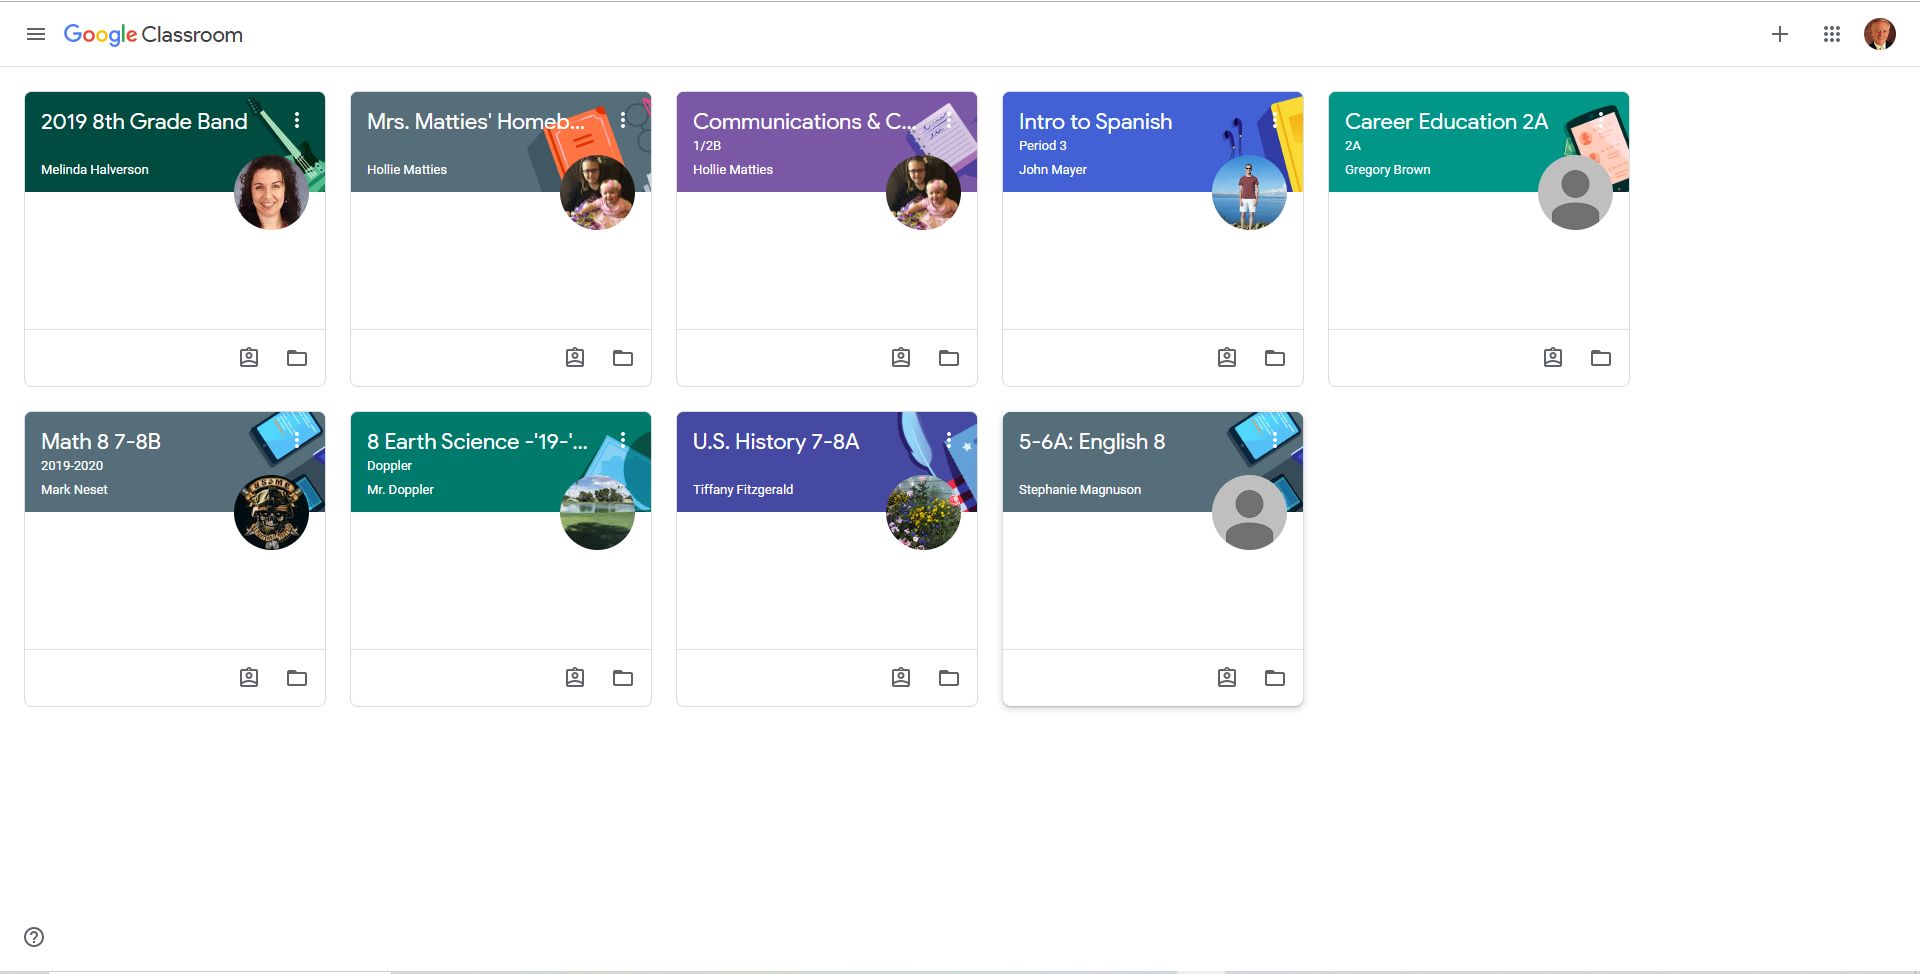 Google Classroom
2019 8th Grade Band
Melinda Halverson
Mrs. Matties' Homeb...
Hollie Matties
Communications & C...
1/2B
Hollie Matties
Intro to Spanish
Period 3
John Mayer
Career Education 2A
2A
Gregory Brown
Math 8 7-8B
2019-2020
Mark Neset
8 Earth Science -'19-'...
Doppler
Mr. Doppler
U.S. History 7-8A
Tiffany Fitzgerald
5-6A: English 8
Stephanie Magnuson